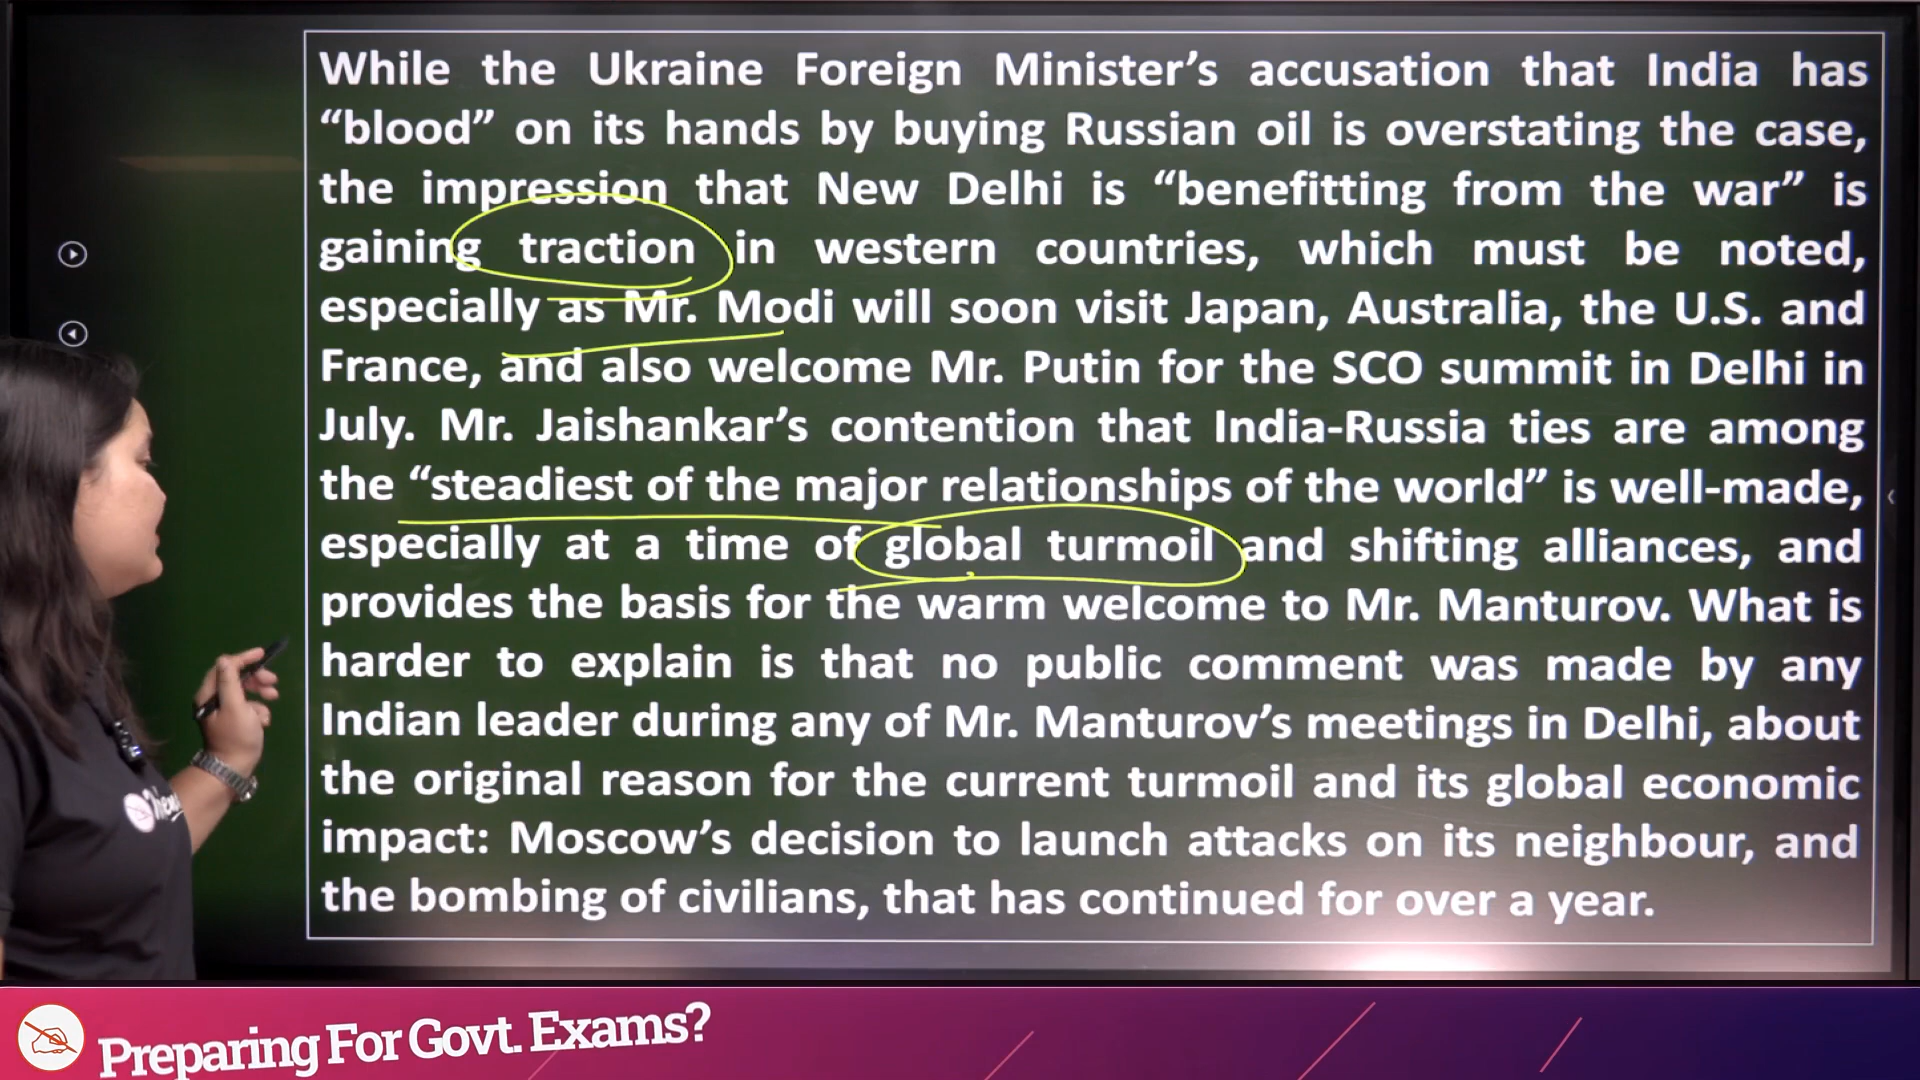 While the Ukraine Foreign Minister’s accusation that India has
“blood” on its hands by buying Russian oil is overstating the case,
the impression that New Delhi is “benefitting from the war” is
gaining traction in western countries, which must be noted,
especially as Mr. Modi will soon visit Japan, Australia, the U.S. and
France, and also welcome Mr. Putin for the SCO summit in Delhi in
July. Mr. Jaishankar’s contention that India-Russia ties are among
the “steadiest of the major relationships of the world” is well-made,
especially at a time of global turmoil and shifting alliances, and
provides the basis for the warm welcome to Mr. Manturov. What is
harder to explain is that no public comment was made by any
Indian leader during any of Mr. Manturov’s meetings in Delhi, about
the original reason for the current turmoil and its global economic
impact: Moscow’s decision to launch attacks on its neighbour, and
the bombing of civilians, that has continued for over a year.
Preparing For Govt. Exams?